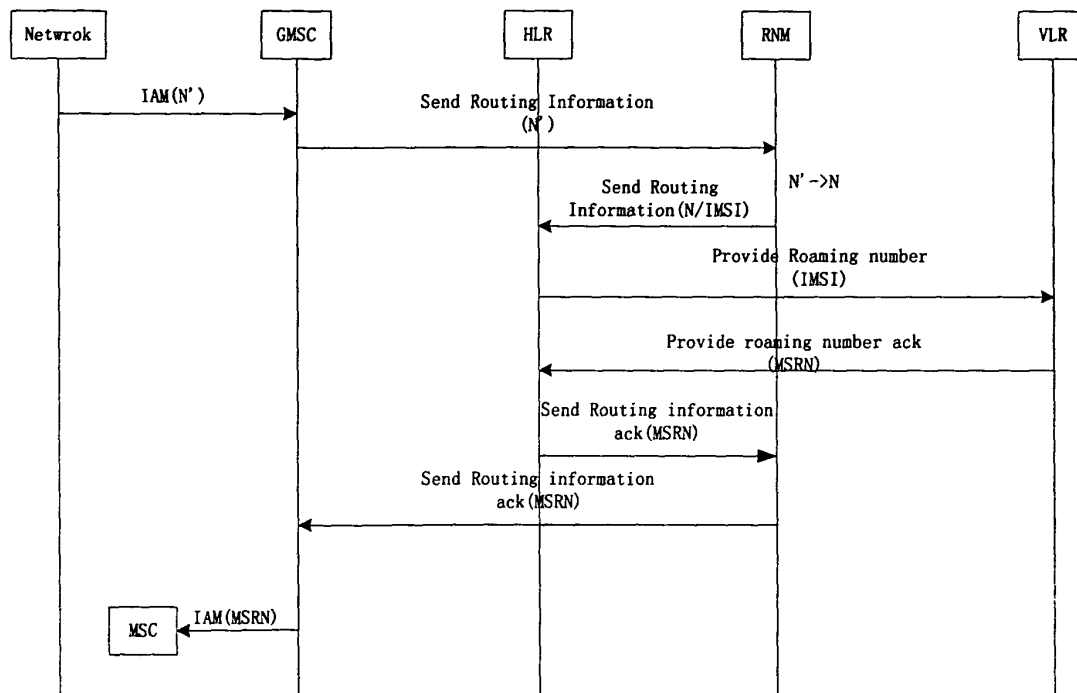 Netwrok
GMSC
HLR
RNM
VLR
IAM(N')
Send Routing Information
(N')
N'->N
Send Routing
Information(N/IMSI)
Provide Roaming number
(IMSI)
Provide roaming number ack
(MSRN)
Send Routing information
ack(MSRN)
Send Routing information
ack(MSRN)
IAM(MSRN)
MSC